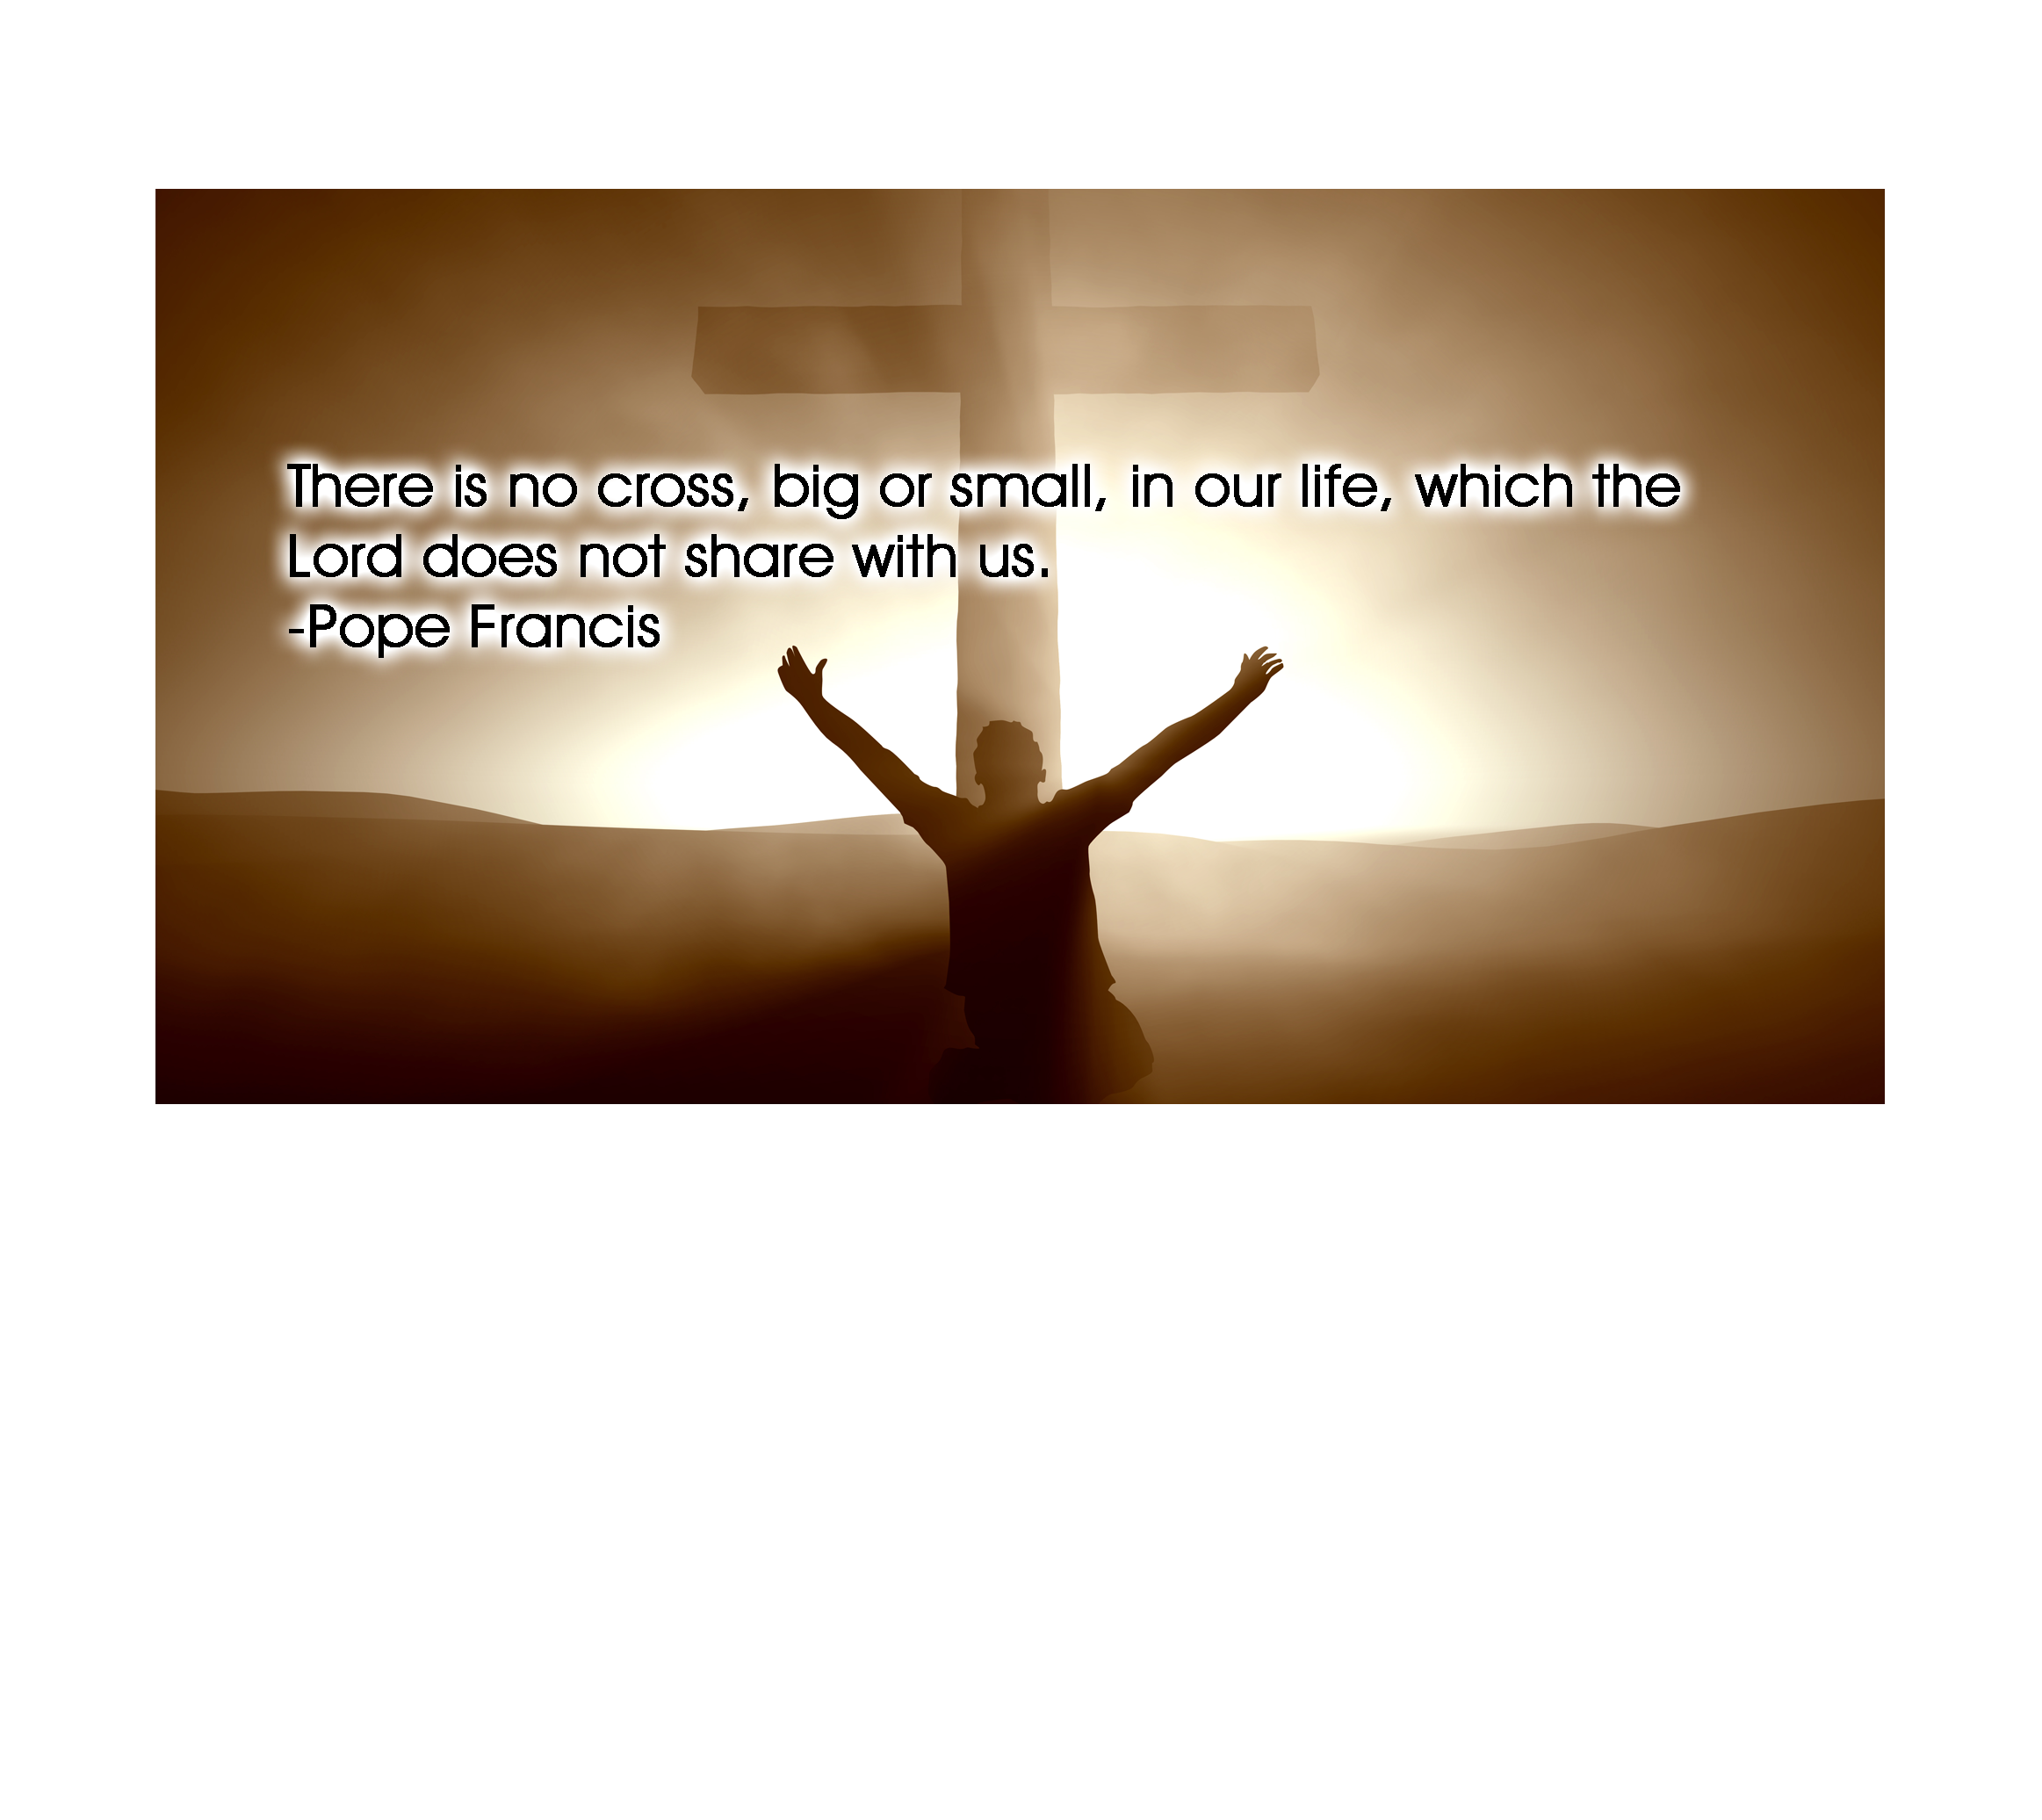 There is no cross, big or small, in our life, which the
Lord does not share with us.
-Pope Francis